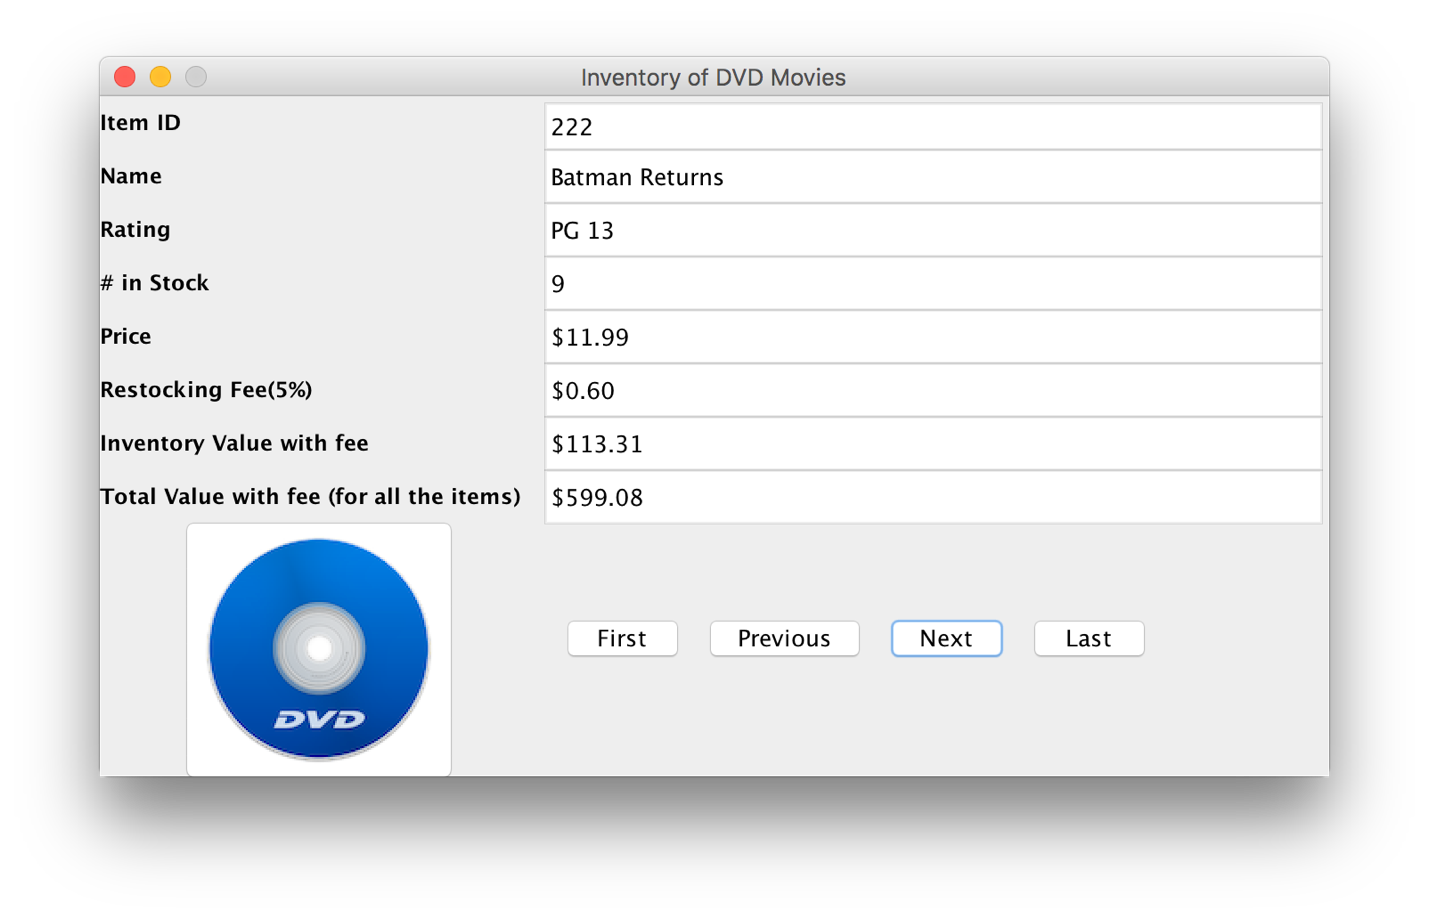 Inventory of DVD Movies
Item ID 222
Name Batman Returns
Rating PG 13
# in Stock 9
Price $11.99
Restocking Fee(5%) $0.60
Inventory Value with fee $113.31
Total Value with fee (for all the items) $599.08
DVD
First Previous Next Last